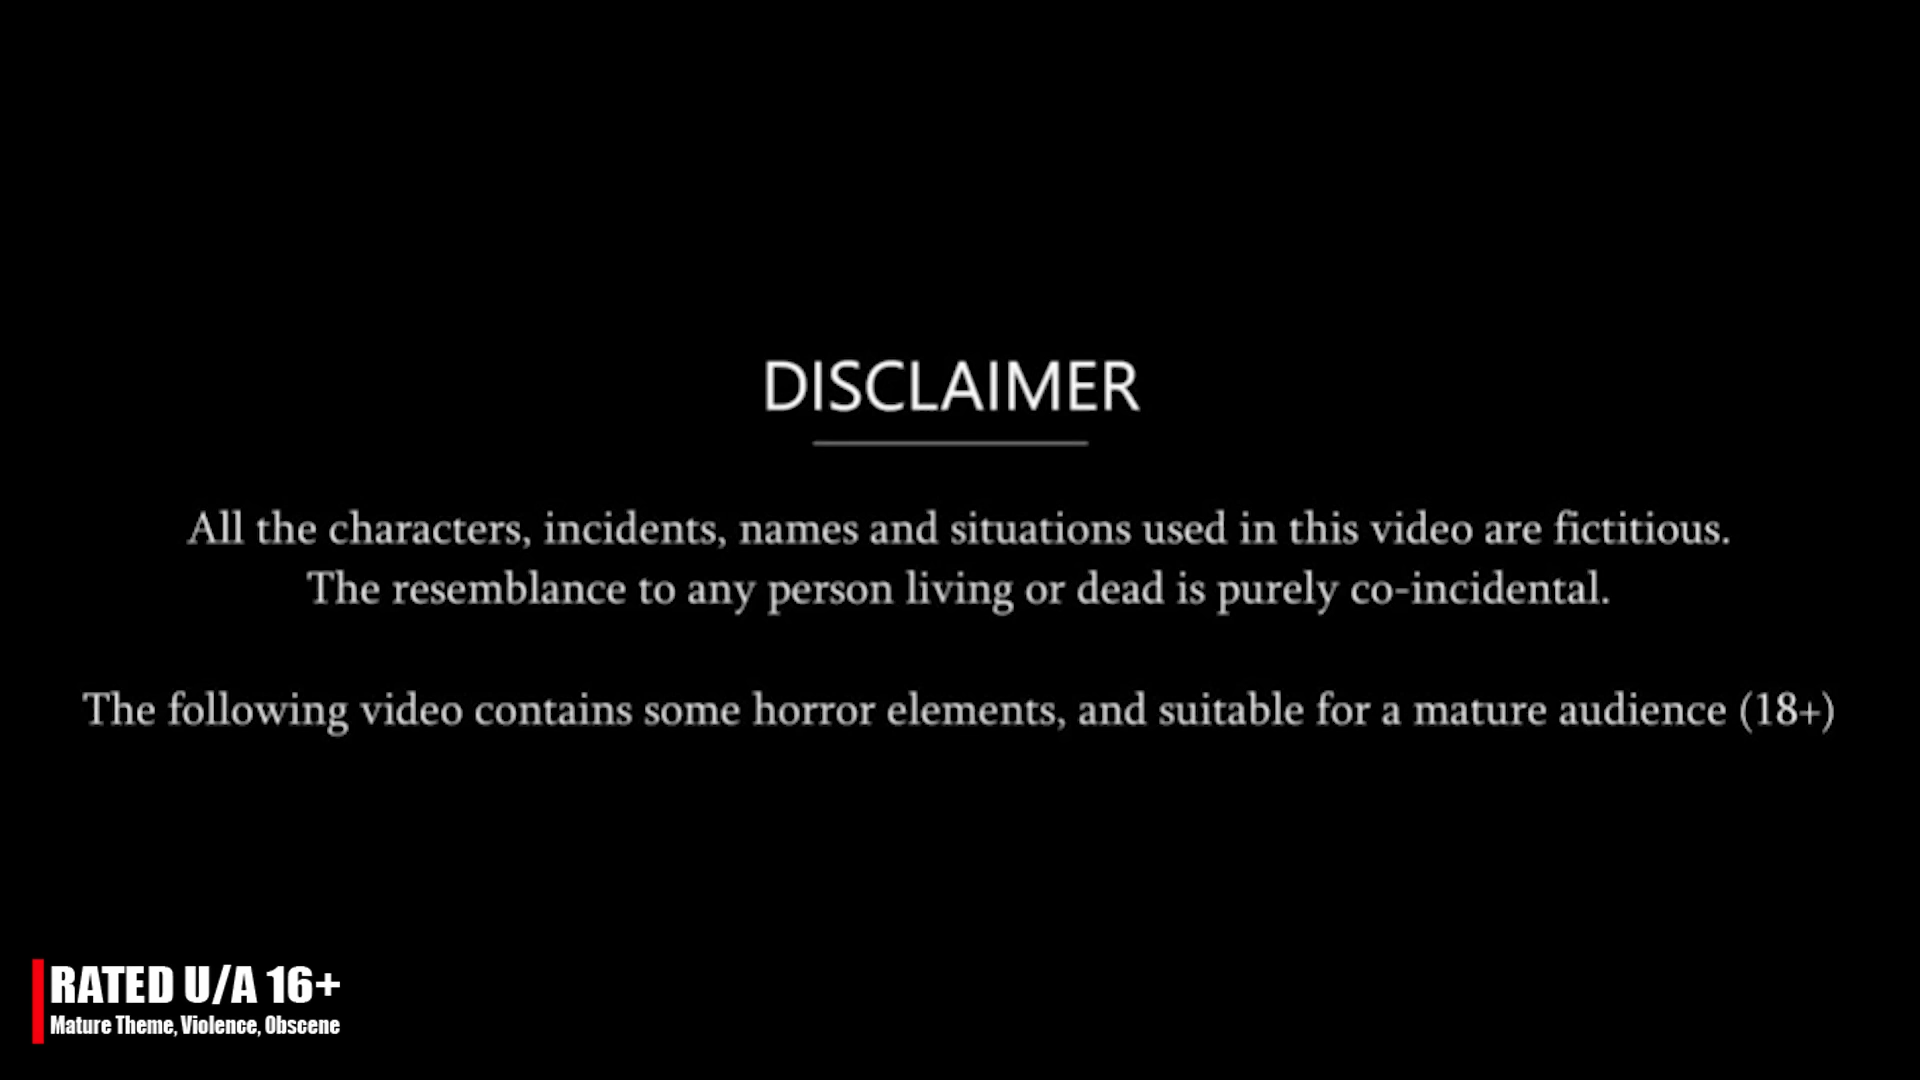 DISCLAIMER
All the characters, incidents, names and situations used in this video are fictitious.
The resemblance to any person living or dead is purely co-incidental.
The following video contains some horror elements, and suitable for a mature audience (18+)
RATED U/A 16+
Mature Theme, Violence, Obscene